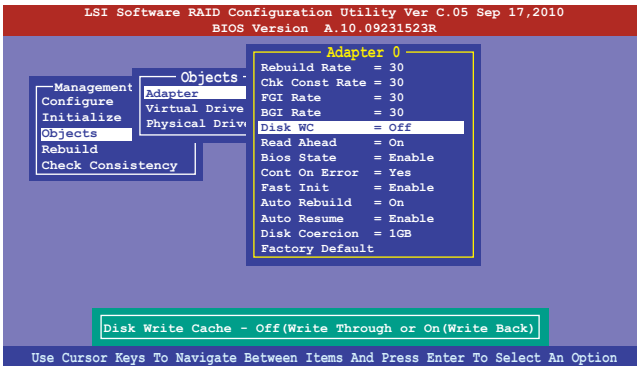 LSI Software RAID Configuration Utility Ver C.05 Sep 17,2010
BIOS Version A.10.09231523R
Management
Configure
Initialize
Objects
Rebuild
Check Consistency
Objects
Adapter
Virtual Drive
Physical Driv
Adapter 0
Rebuild Rate = 30
Chk Const Rate = 30
FGI Rate = 30
BGI Rate = 30
Disk WC = Off
Read Ahead = On
Bios State = Enable
Cont On Error = Yes
Fast Init = Enable
Auto Rebuild = On
Auto Resume = Enable
Disk Coercion = 1GB
Factory Default
Disk Write Cache - Off(Write Through or On(Write Back)
Use Cursor Keys To Navigate Between Items And Press Enter To Select An Option